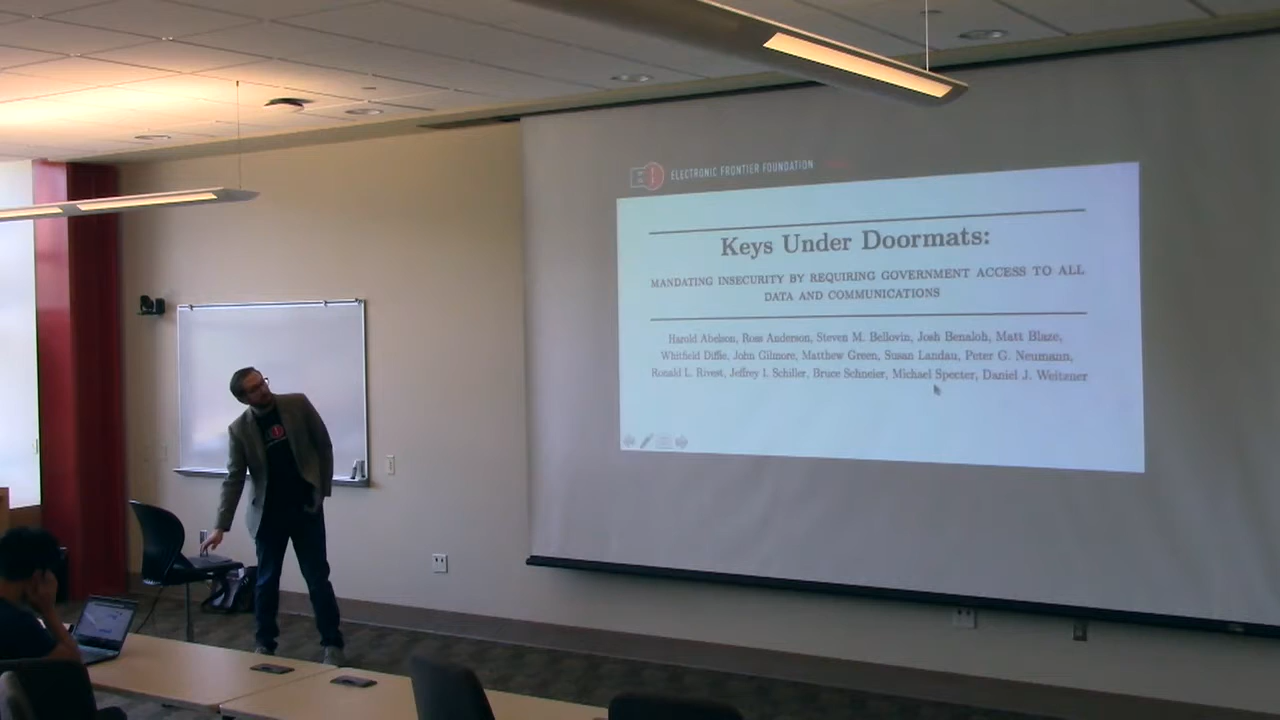 ELECTRONIC FRONTIER FOUNDATION
Keys Under Doormats:
MANDATING INSECURITY BY REQUIRING GOVERNMENT ACCESS TO ALL
DATA AND COMMUNICATIONS
Harold Abelson, Ross Anderson, Steven M. Bellovin, Josh Benaloh, Matt Blaze,
Whitfield Diffie, John Gilmore, Matthew Green, Susan Landau, Peter G. Neumann,
Ronald L. Rivest, Jeffrey I. Schiller, Bruce Schneier, Michael Specter, Daniel J. Weitzner